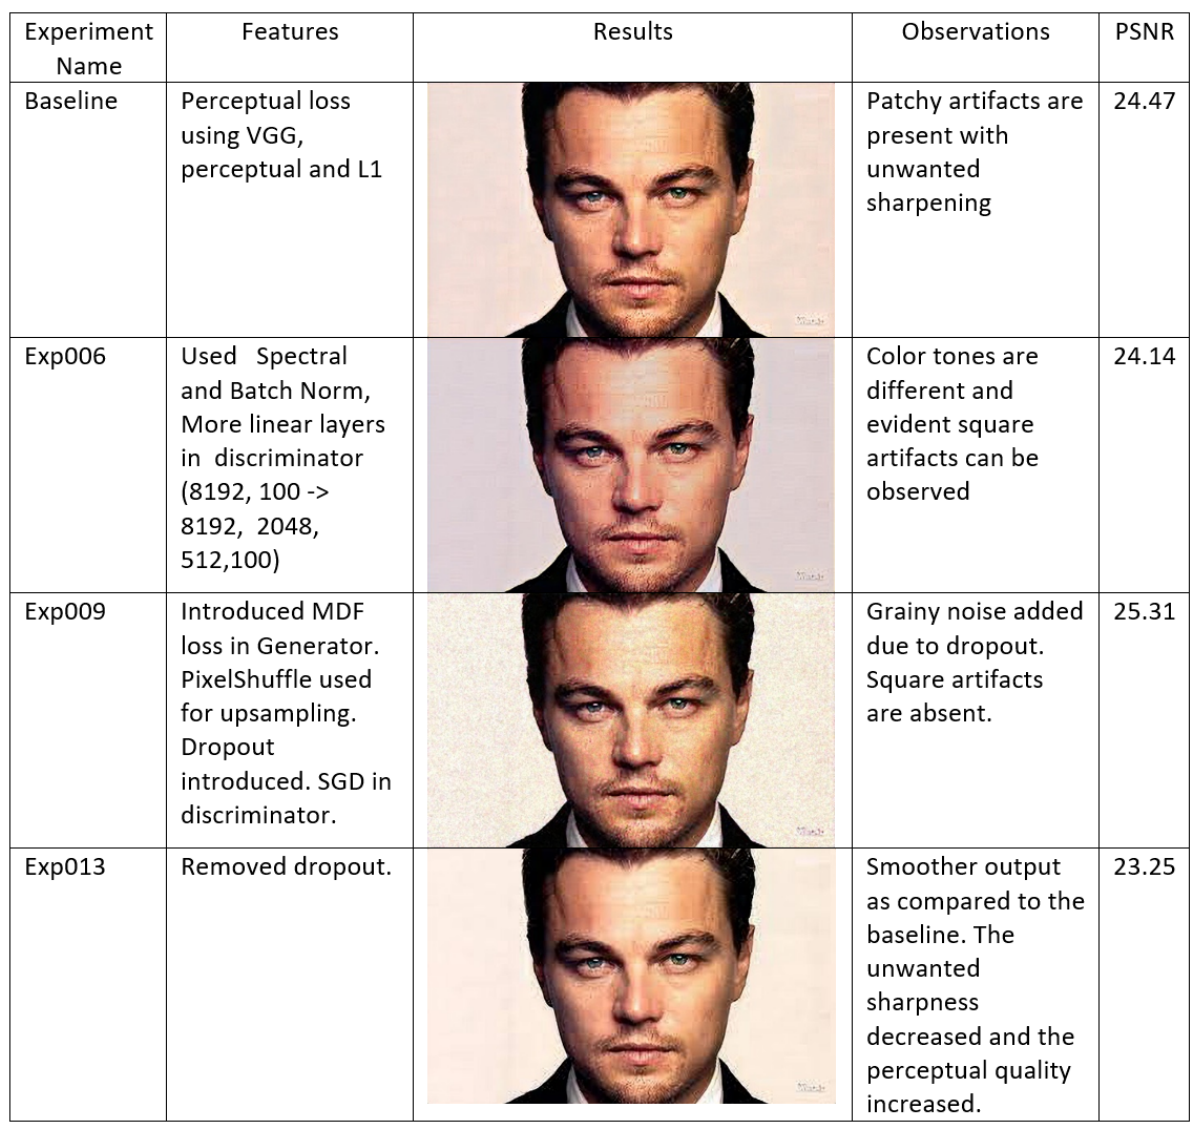 Experiment
Name
Features
Results
Observations
PSNR
Baseline
Perceptual loss
using VGG,
perceptual and L1
Patchy artifacts are
present with
unwanted
sharpening
24.47
Exp006
Used Spectral
and Batch Norm,
More linear layers
in discriminator
(8192, 100 ->
8192, 2048,
512,100)
Color tones are
different and
evident square
artifacts can be
observed
24.14
Exp009
Introduced MDF
loss in Generator.
PixelShuffle used
for upsampling.
Dropout
introduced. SGD in
discriminator.
Grainy noise added
due to dropout.
Square artifacts
are absent.
25.31
Exp013
Removed dropout.
Smoother output
as compared to the
baseline. The
unwanted
sharpness
decreased and the
perceptual quality
increased.
23.25